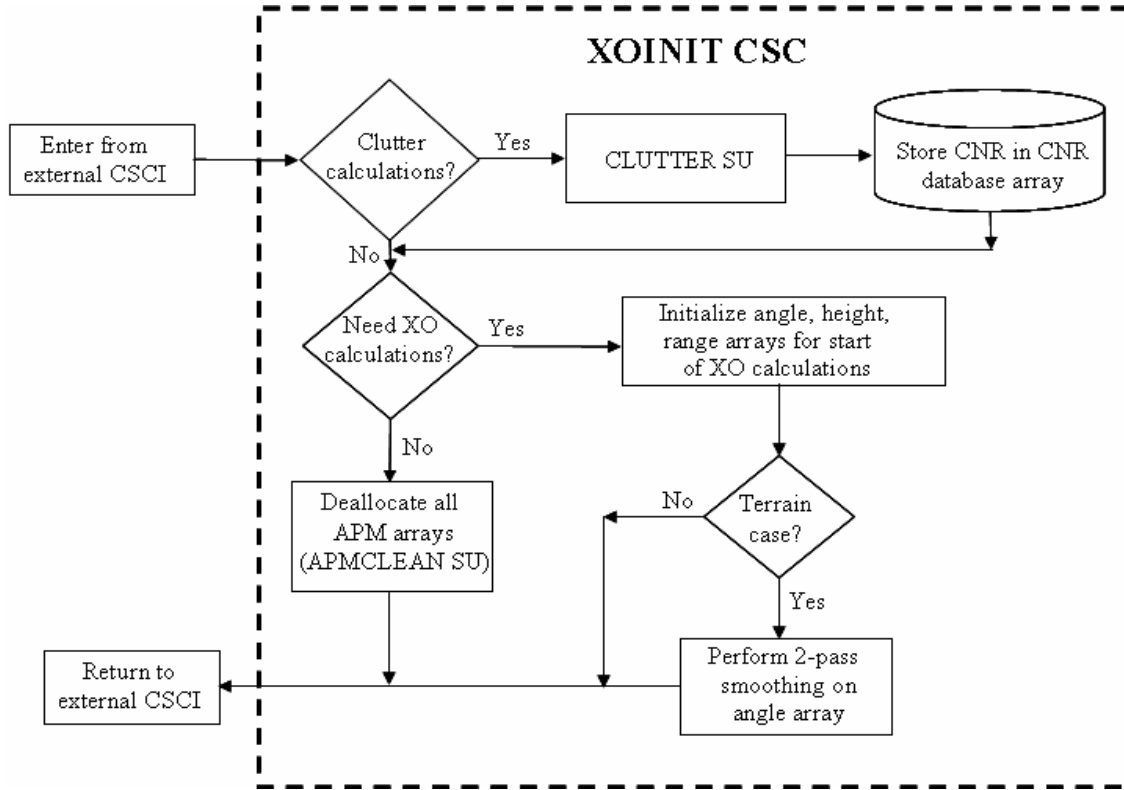 XOINIT CSC
Enter from
external CSCI
Clutter
calculations?
Yes
CLUTTER SU
Store CNR in CNR
database array
No
Need XO
calculations?
Yes
Initialize angle, height,
range arrays for start
of XO calculations
No
Deallocate all
APM arrays
(APMCLEAN SU)
No
Terrain
case?
Yes
Return to
external CSCI
Perform 2-pass
smoothing on
angle array